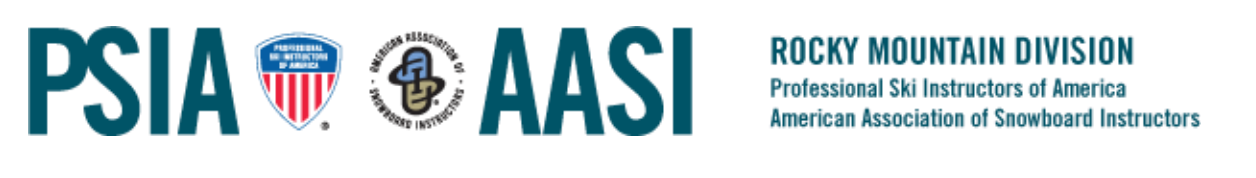 PSIA
PROFESSIONAL
SKI INSTRUCTORS
OF AMERICA
®
AMERICAN ASSOCIATION OF
SNOWBOARD INSTRUCTORS
®
AASI
ROCKY MOUNTAIN DIVISION
Professional Ski Instructors of America
American Association of Snowboard Instructors